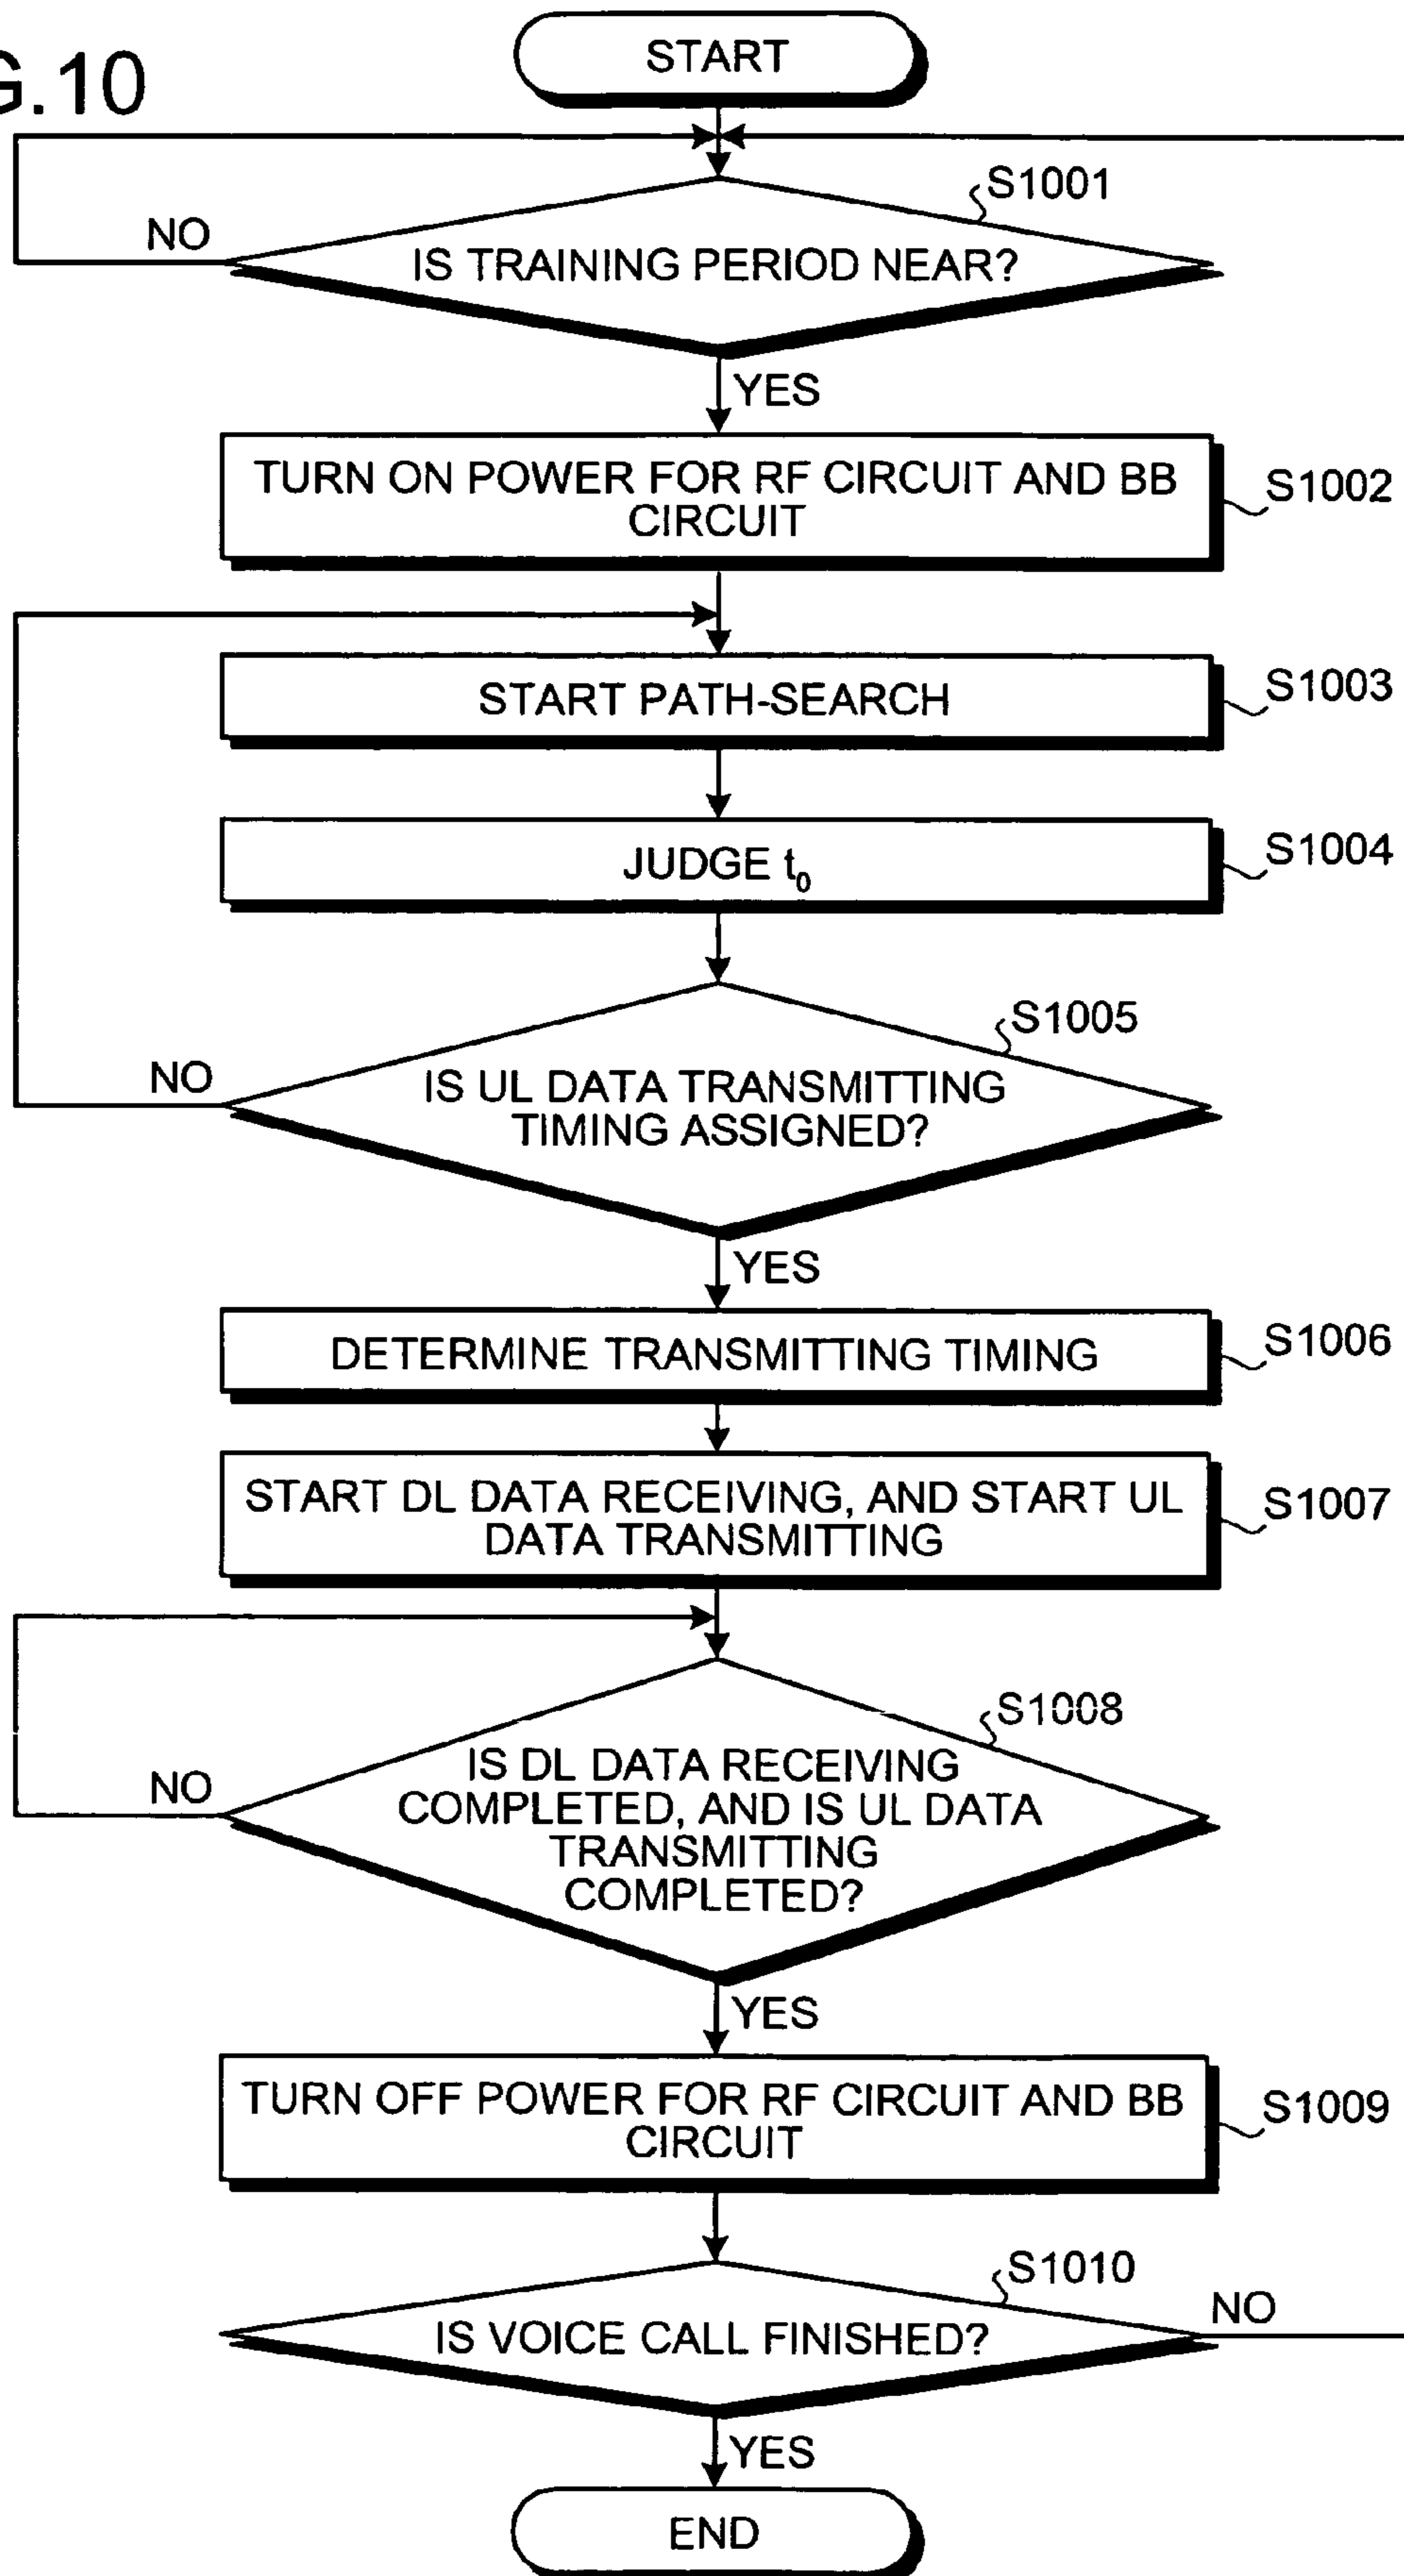 G.10
START
S1001
NO
IS TRAINING PERIOD NEAR?
YES
TURN ON POWER FOR RF CIRCUIT AND BB
CIRCUIT
S1002
START PATH-SEARCH
S1003
JUDGE t0
S1004
S1005
NO
IS UL DATA TRANSMITTING
TIMING ASSIGNED?
YES
DETERMINE TRANSMITTING TIMING
S1006
START DL DATA RECEIVING, AND START UL
DATA TRANSMITTING
S1007
S1008
NO
IS DL DATA RECEIVING
COMPLETED, AND IS UL DATA
TRANSMITTING
COMPLETED?
YES
TURN OFF POWER FOR RF CIRCUIT AND BB
CIRCUIT
S1009
S1010
NO
IS VOICE CALL FINISHED?
YES
END